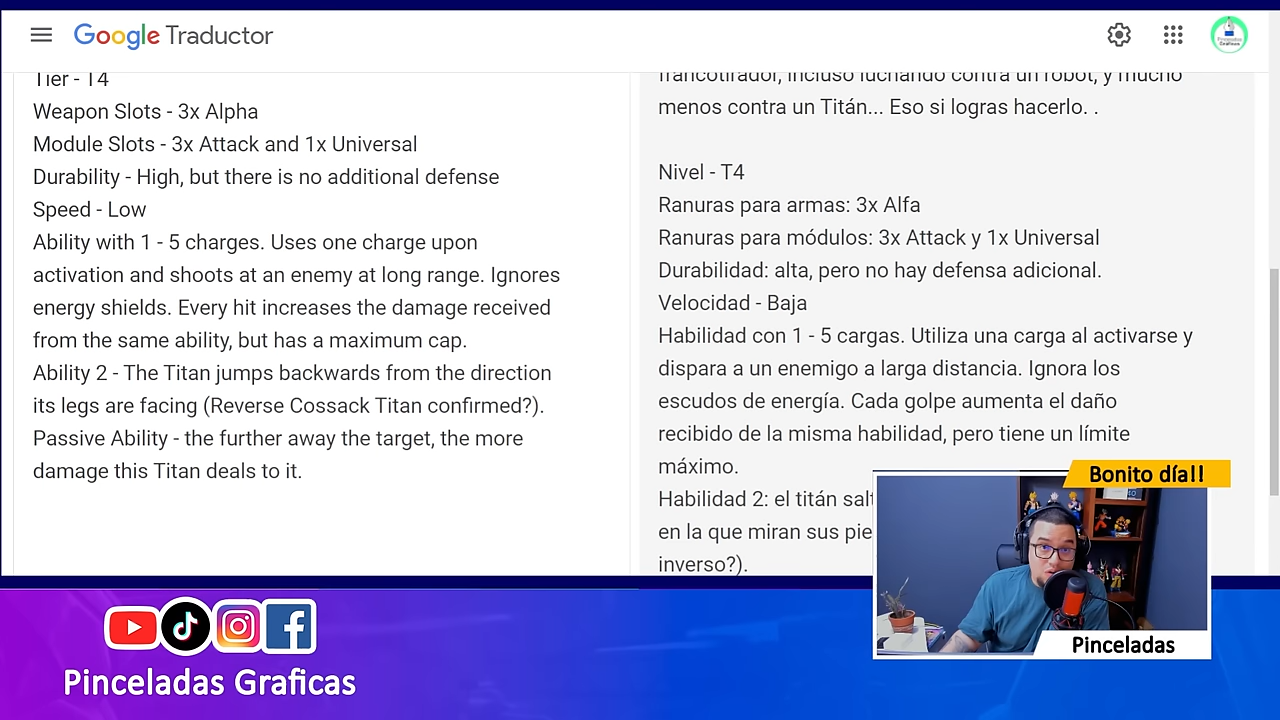 Google Traductor
Tier - T4
Weapon Slots - 3x Alpha
Module Slots - 3x Attack and 1x Universal
Durability - High, but there is no additional defense
Speed - Low
Ability with 1 - 5 charges. Uses one charge upon
activation and shoots at an enemy at long range. Ignores
energy shields. Every hit increases the damage received
from the same ability, but has a maximum cap.
Ability 2 - The Titan jumps backwards from the direction
its legs are facing (Reverse Cossack Titan confirmed?).
Passive Ability - the further away the target, the more
damage this Titan deals to it.
francotirador, incluso luchando contra un robot, y mucho
menos contra un Titán... Eso si logras hacerlo. .
Nivel - T4
Ranuras para armas: 3x Alfa
Ranuras para módulos: 3x Attack y 1x Universal
Durabilidad: alta, pero no hay defensa adicional.
Velocidad - Baja
Habilidad con 1 - 5 cargas. Utiliza una carga al activarse y
dispara a un enemigo a larga distancia. Ignora los
escudos de energía. Cada golpe aumenta el daño
recibido de la misma habilidad, pero tiene un límite
máximo.
Habilidad 2: el titán salt
en la que miran sus pie
inverso?).
Bonito día!!
Pinceladas
Pinceladas Graficas